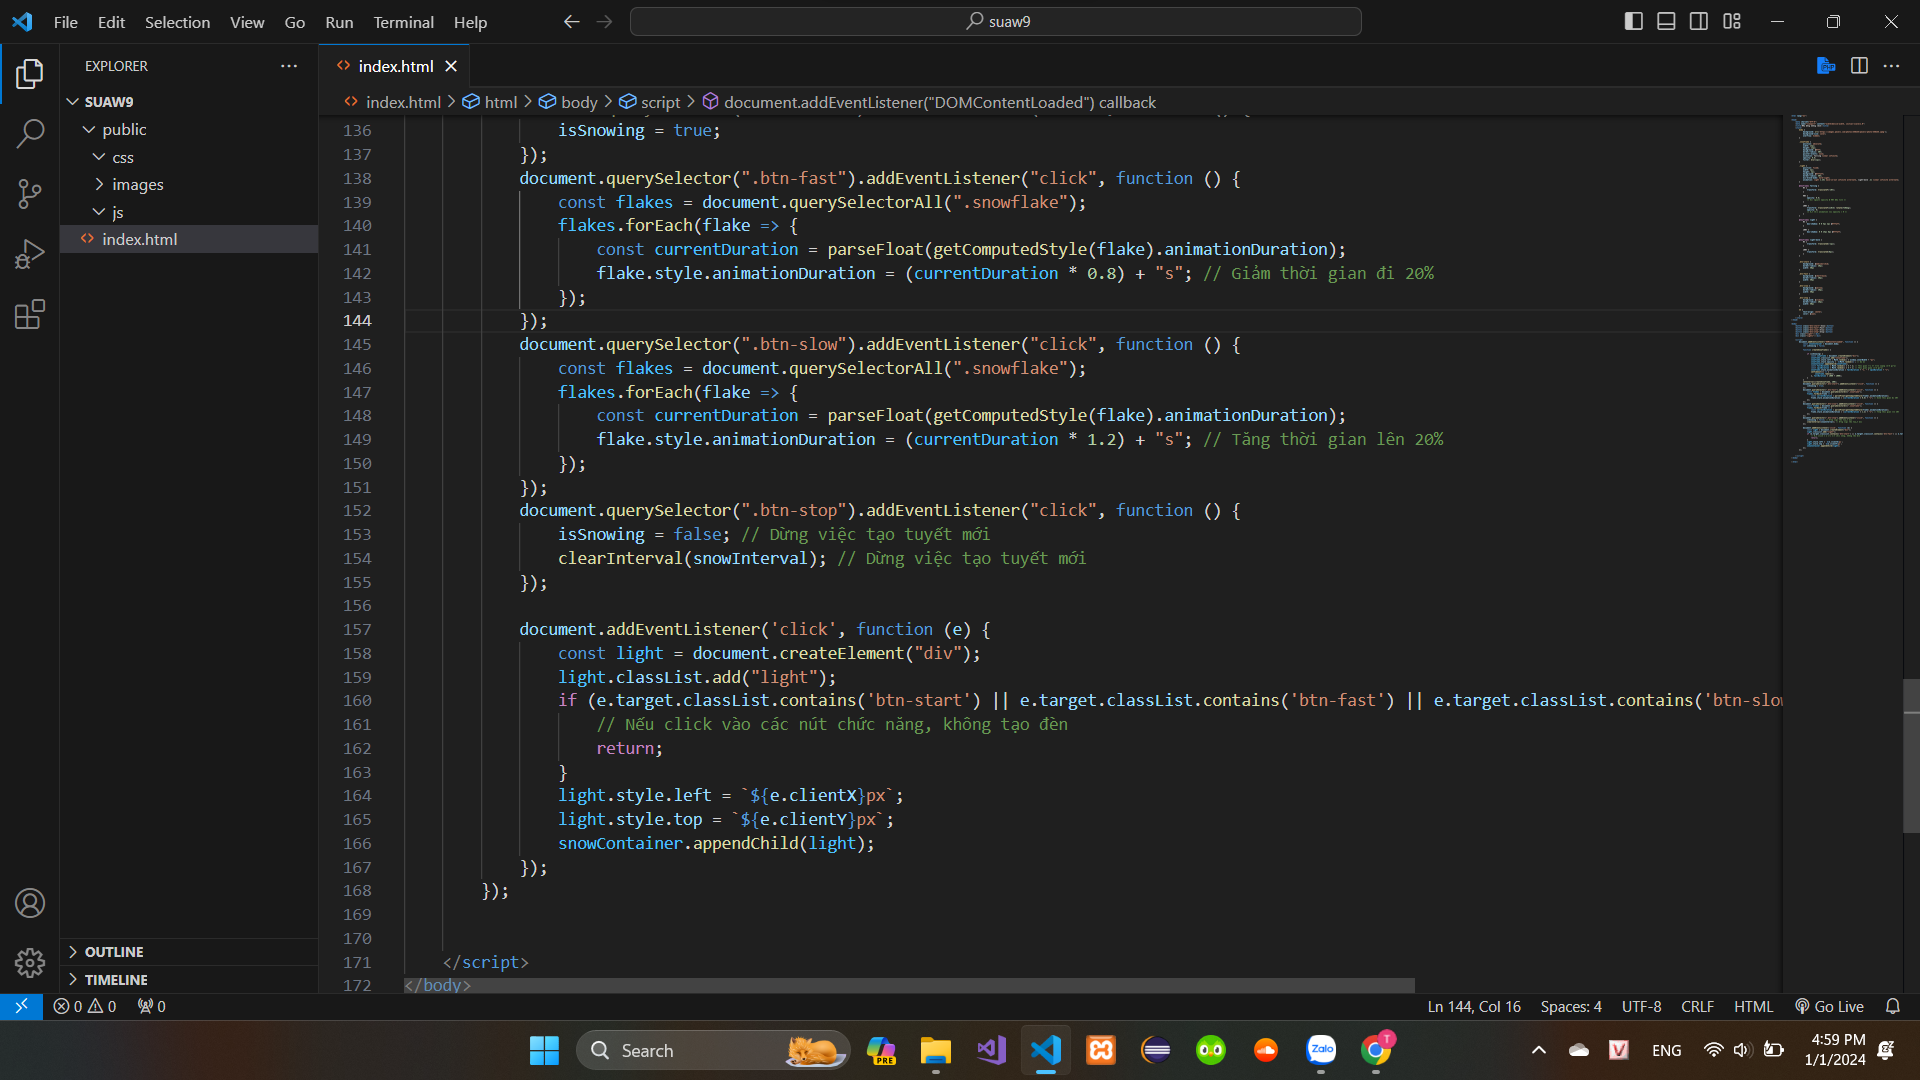 File Edit Selection View Go Run Terminal Help
suaw9
EXPLORER
SUAW9
public
css
images
js
index.html
OUTLINE
TIMELINE
index.html
index.html > html > body > script > document.addEventListener("DOMContentLoaded") callback
136 isSnowing = true;
137 });
138 document.querySelector(".btn-fast").addEventListener("click", function () {
139 const flakes = document.querySelectorAll(".snowflake");
140 flakes.forEach(flake => {
141 const currentDuration = parseFloat(getComputedStyle(flake).animationDuration);
142 flake.style.animationDuration = (currentDuration * 0.8) + "s"; // Giảm thời gian đi 20%
143 });
144 });
145 document.querySelector(".btn-slow").addEventListener("click", function () {
146 const flakes = document.querySelectorAll(".snowflake");
147 flakes.forEach(flake => {
148 const currentDuration = parseFloat(getComputedStyle(flake).animationDuration);
149 flake.style.animationDuration = (currentDuration * 1.2) + "s"; // Tăng thời gian lên 20%
150 });
151 });
152 document.querySelector(".btn-stop").addEventListener("click", function () {
153 isSnowing = false; // Dừng việc tạo tuyết mới
154 clearInterval(snowInterval); // Dừng việc tạo tuyết mới
155 });
156
157 document.addEventListener('click', function (e) {
158 const light = document.createElement("div");
159 light.classList.add("light");
160 if (e.target.classList.contains('btn-start') || e.target.classList.contains('btn-fast') || e.target.classList.contains('btn-slow
161 // Nếu click vào các nút chức năng, không tạo đèn
162 return;
163 }
164 light.style.left = `${e.clientX}px`;
165 light.style.top = `${e.clientY}px`;
166 snowContainer.appendChild(light);
167 });
168 });
169
170
171 </script>
172 </body>
0 0 0
Ln 144, Col 16 Spaces: 4 UTF-8 CRLF HTML Go Live
Search
PRE
Zalo
T
V
ENG
4:59 PM
1/1/2024